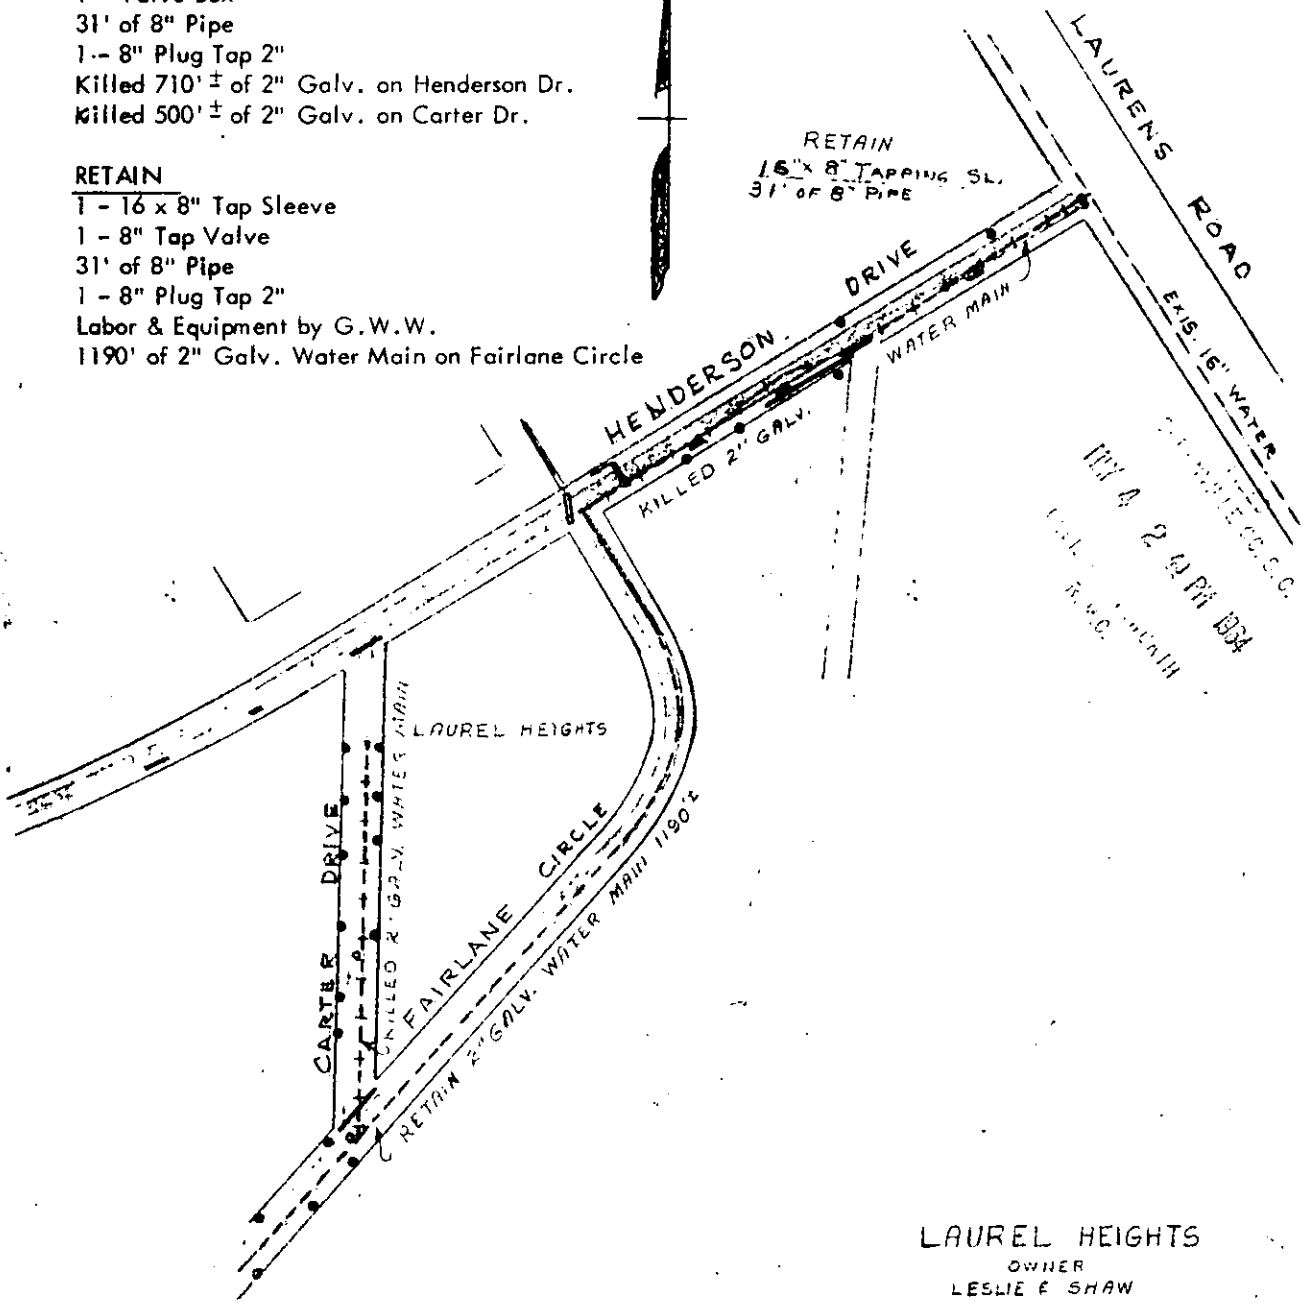 31' of 8" Pipe
1 - 8" Plug Tap 2"
Killed 710' ± of 2" Galv. on Henderson Dr.
Killed 500' ± of 2" Galv. on Carter Dr.
RETAIN
1 - 16 x 8" Tap Sleeve
1 - 8" Tap Valve
31' of 8" Pipe
1 - 8" Plug Tap 2"
Labor & Equipment by G.W.W.
1190' of 2" Galv. Water Main on Fairlane Circle
RETAIN
16" x 8" TAPPING SL.
31' OF 8" PIPE
LAURENS ROAD
HENDERSON DRIVE
WATER MAIN
EXIS. 16" WATER
KILLED 2" GALV.
4 2 PM 1964
R.M.C.
LAUREL HEIGHTS
CARTER DRIVE
KILLED 2" GALV. WATER MAIN
FAIRLANE CIRCLE
RETAIN 2" GALV. WATER MAIN 1190'±
LAUREL HEIGHTS
OWNER
LESLIE & SHAW